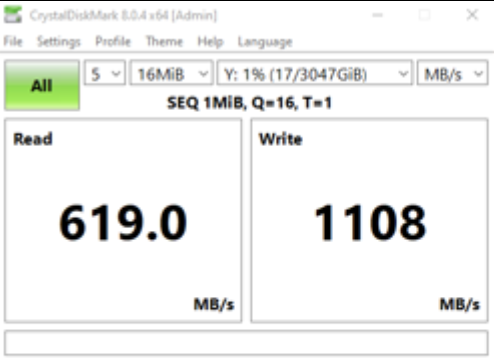 CrystalDiskMark 8.0.4 x64 [Admin]
File Settings Profile Theme Help Language
All
5 16MiB Y: 1% (17/3047GiB) MB/s
SEQ 1MiB, Q=16, T=1
Read Write
619.0 1108
MB/s MB/s